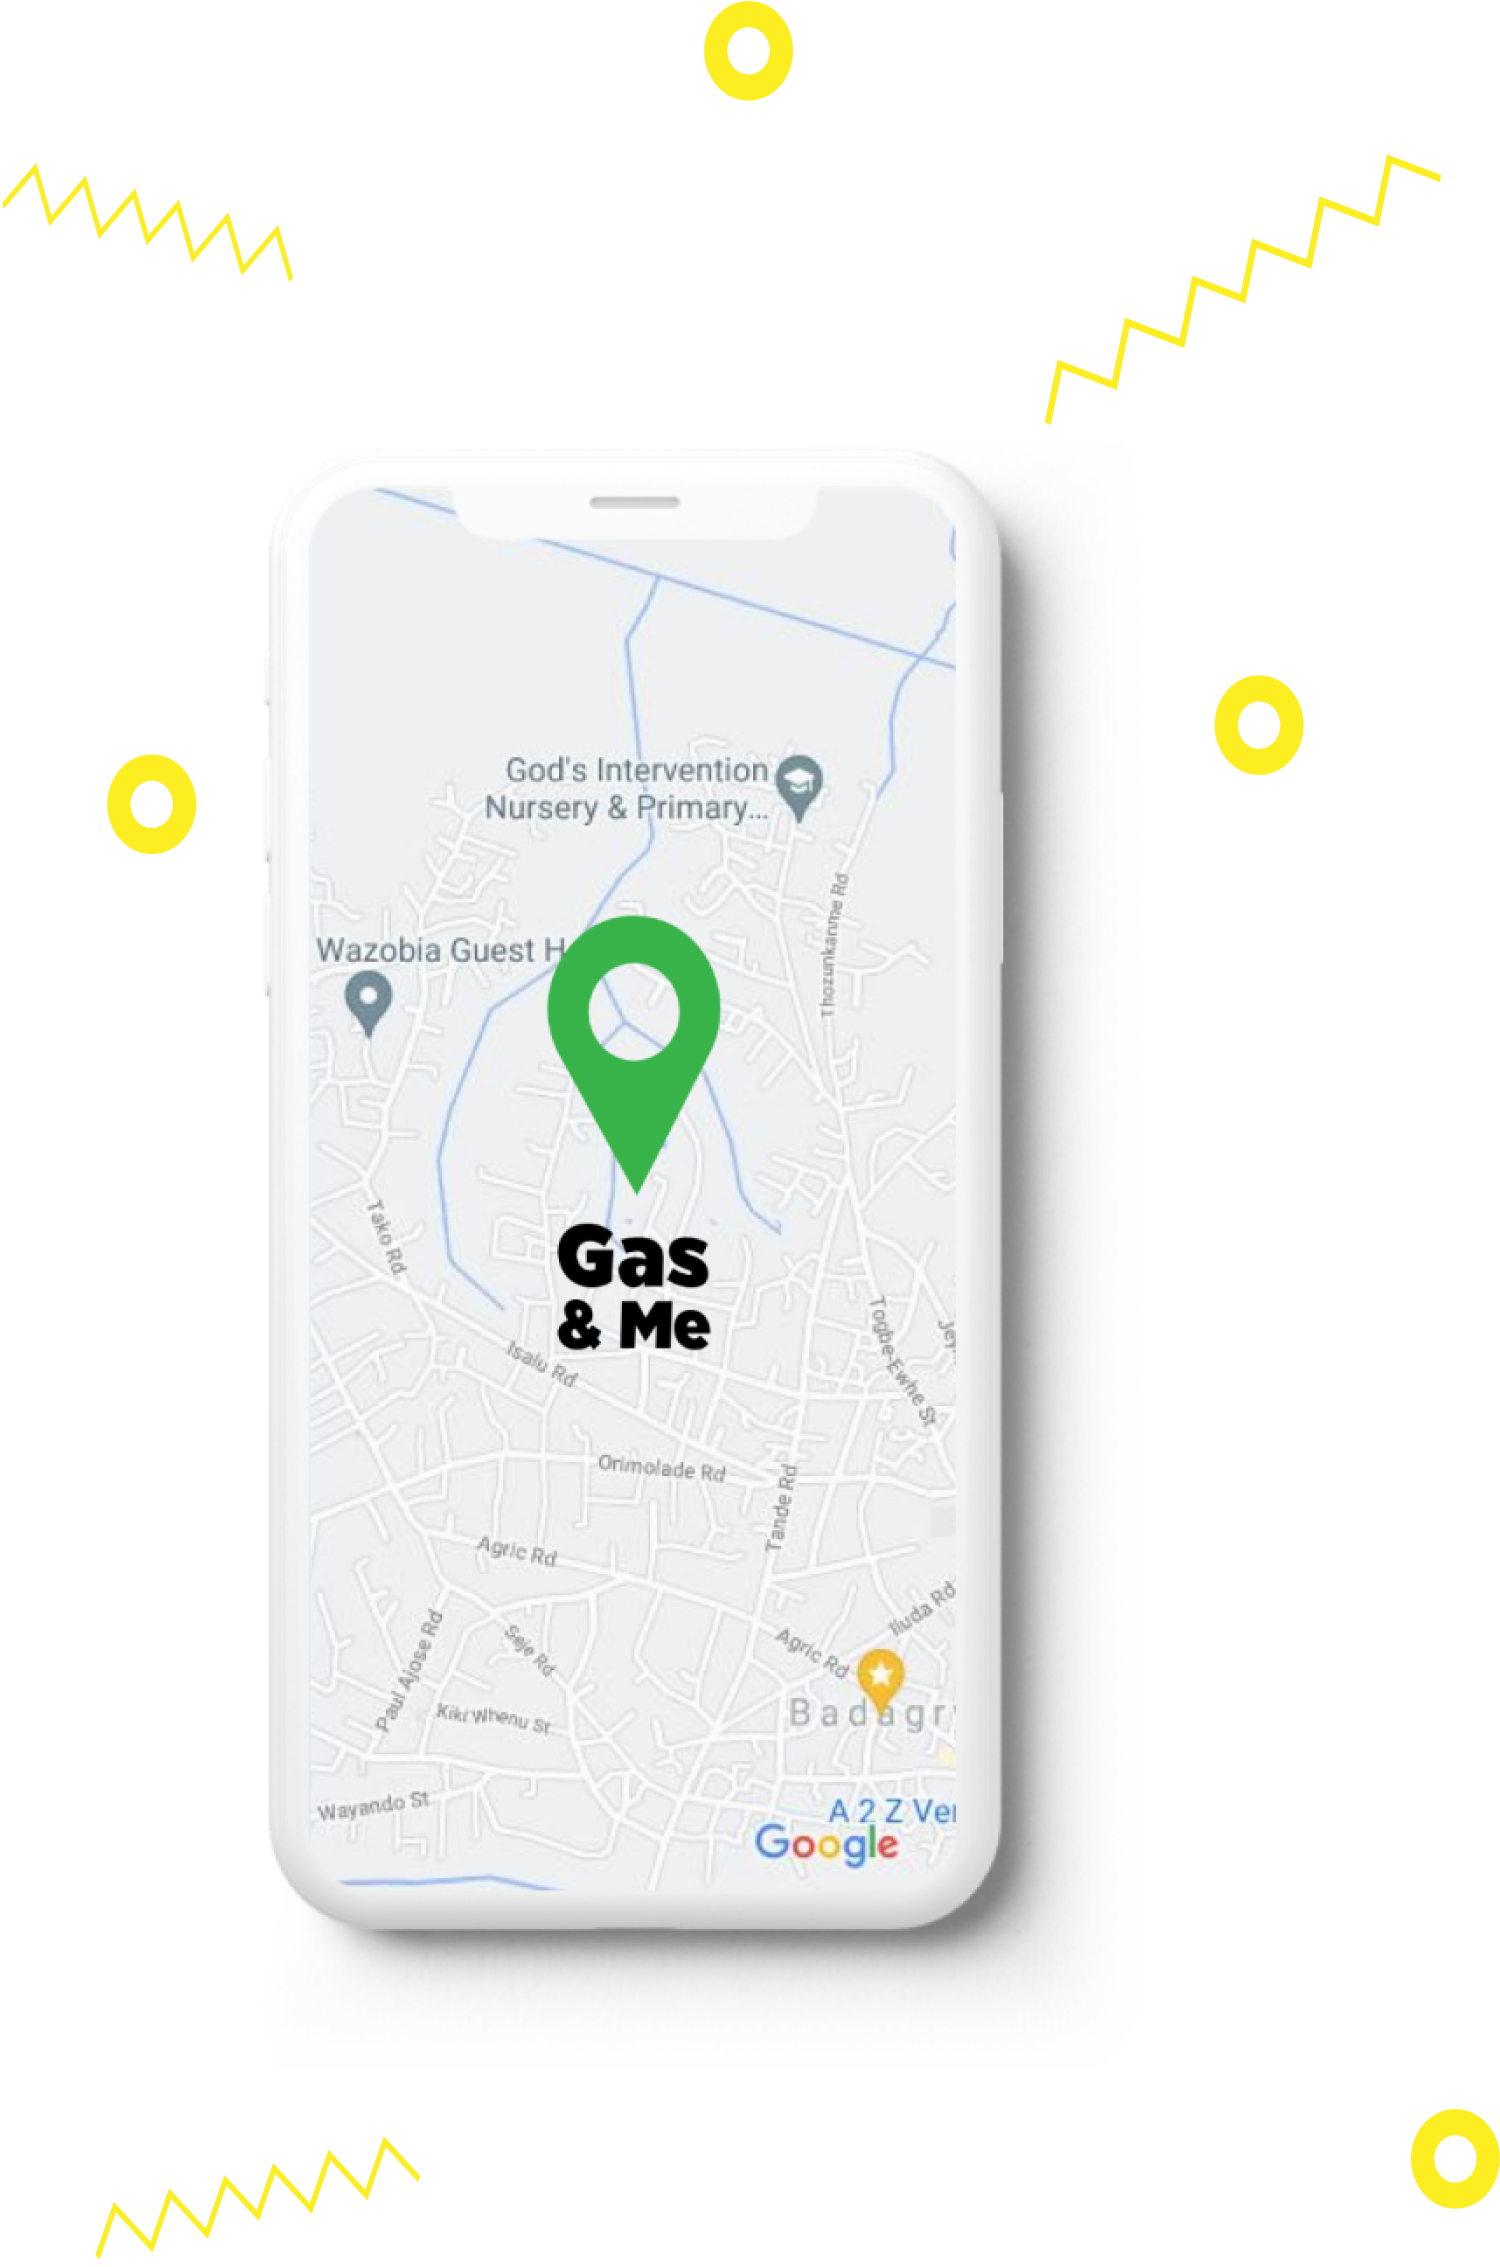 God's Intervention
Nursery & Primary...
Thozunkanme Rd
Wazobia Guest H
Tako Rd
Gas
& Me
Togbe-Ewhe St
Isalu Rd
Orimolade Rd
Tande Rd
Agric Rd
Iluda Rd
Paul Ajose Rd
Seje Rd
Agric Rd
Badagr
Kiki Whenu St
Wayando St
A 2 Z Ve
Google